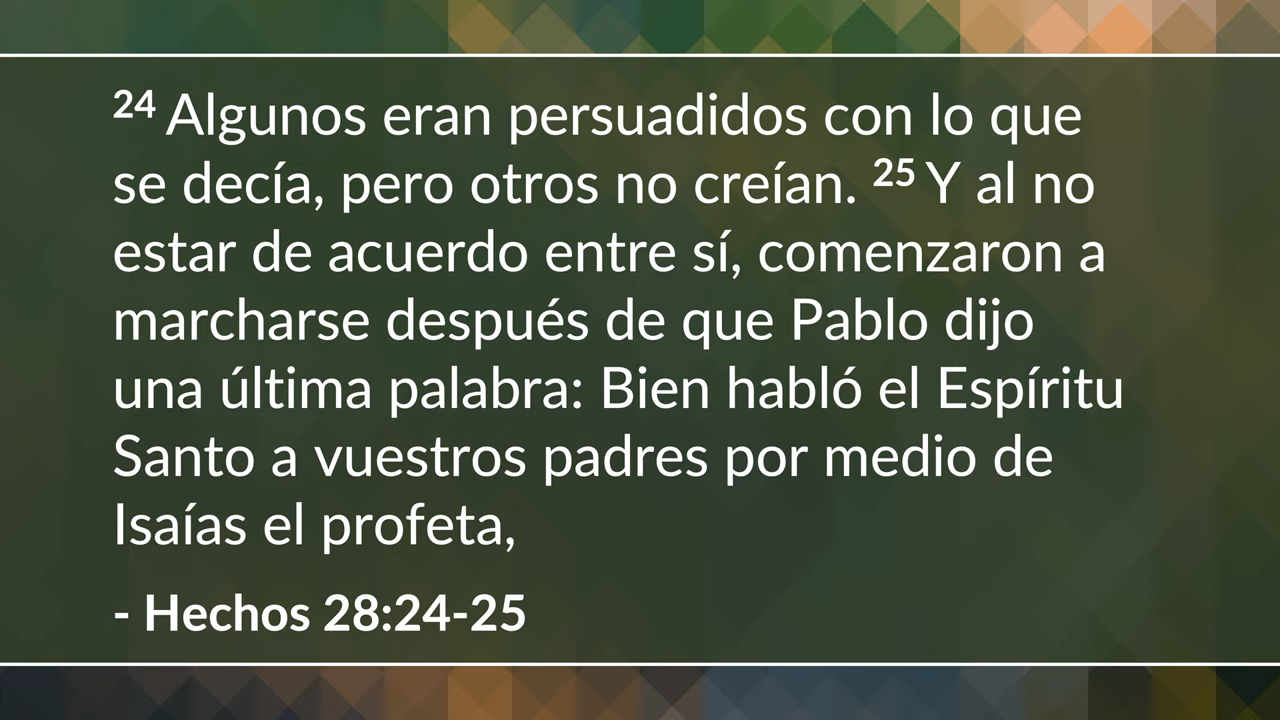 24 Algunos eran persuadidos con lo que
se decía, pero otros no creían. 25 Y al no
estar de acuerdo entre sí, comenzaron a
marcharse después de que Pablo dijo
una última palabra: Bien habló el Espíritu
Santo a vuestros padres por medio de
Isaías el profeta,
- Hechos 28:24-25